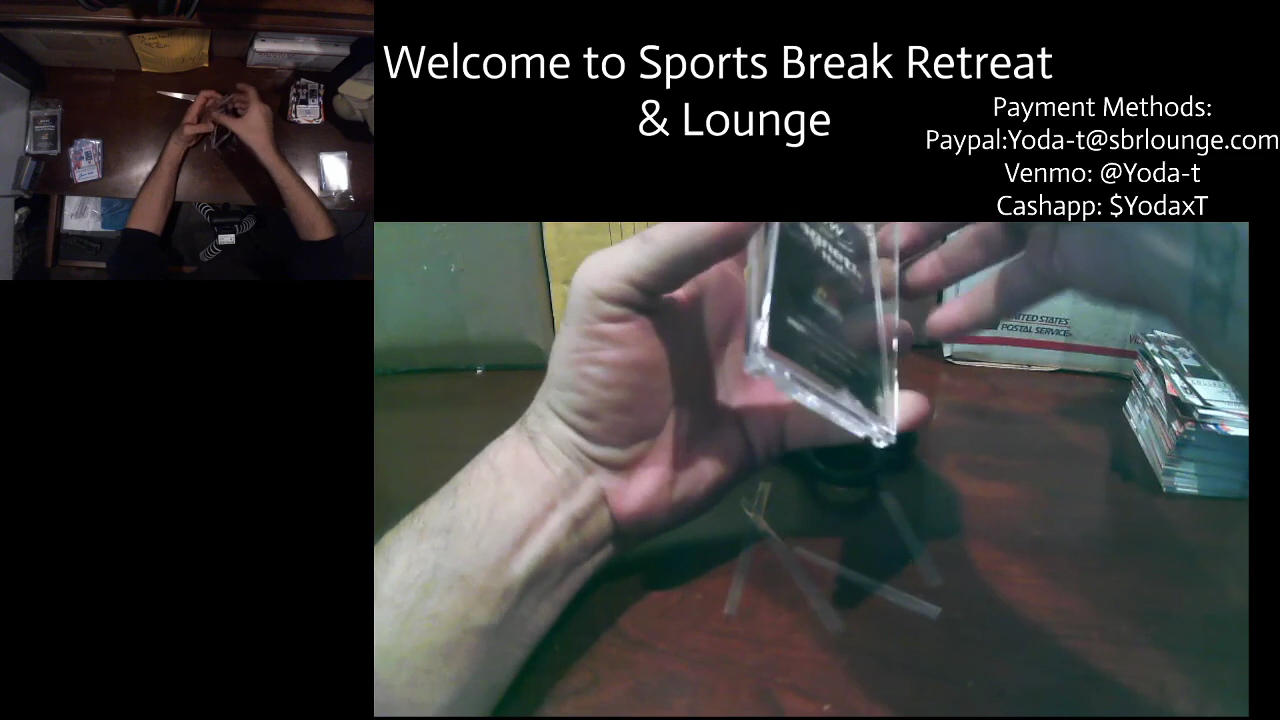 Welcome to Sports Break Retreat
& Lounge
Payment Methods:
Paypal:Yoda-t@sbrlounge.com
Venmo: @Yoda-t
Cashapp: $YodaxT
UNITED STATES
POSTAL SERVICE